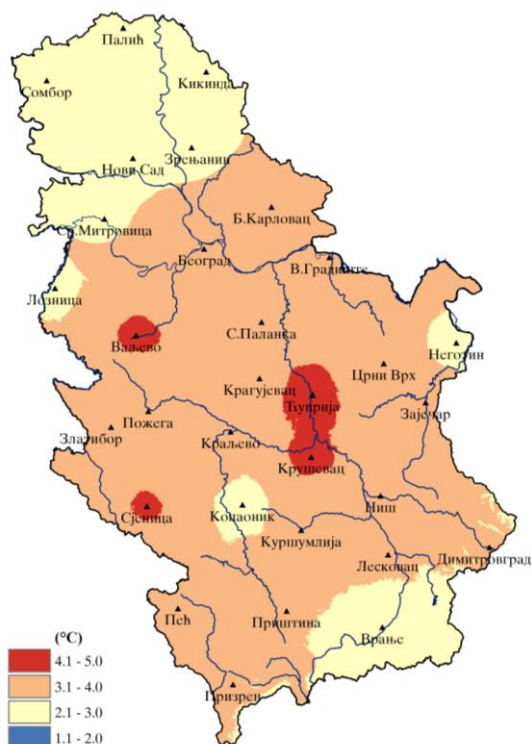 Палић
Сомбор
Кикинда
Зрењанин
Нови Сад
Б.Карловац
Ср.Митровица
Београд
В.Градиште
Лозница
С.Паланка
Ваљево
Неготин
Црни Врх
Крагујевац
Ћуприја
Зајечар
Пожега
Златибор
Краљево
Крушевац
Ниш
Сјеница
Копаоник
Куршумлија
Димитровград
Лесковац
Пећ
Приштина
Врање
Призрен
(°C)
4.1 - 5.0
3.1 - 4.0
2.1 - 3.0
1.1 - 2.0